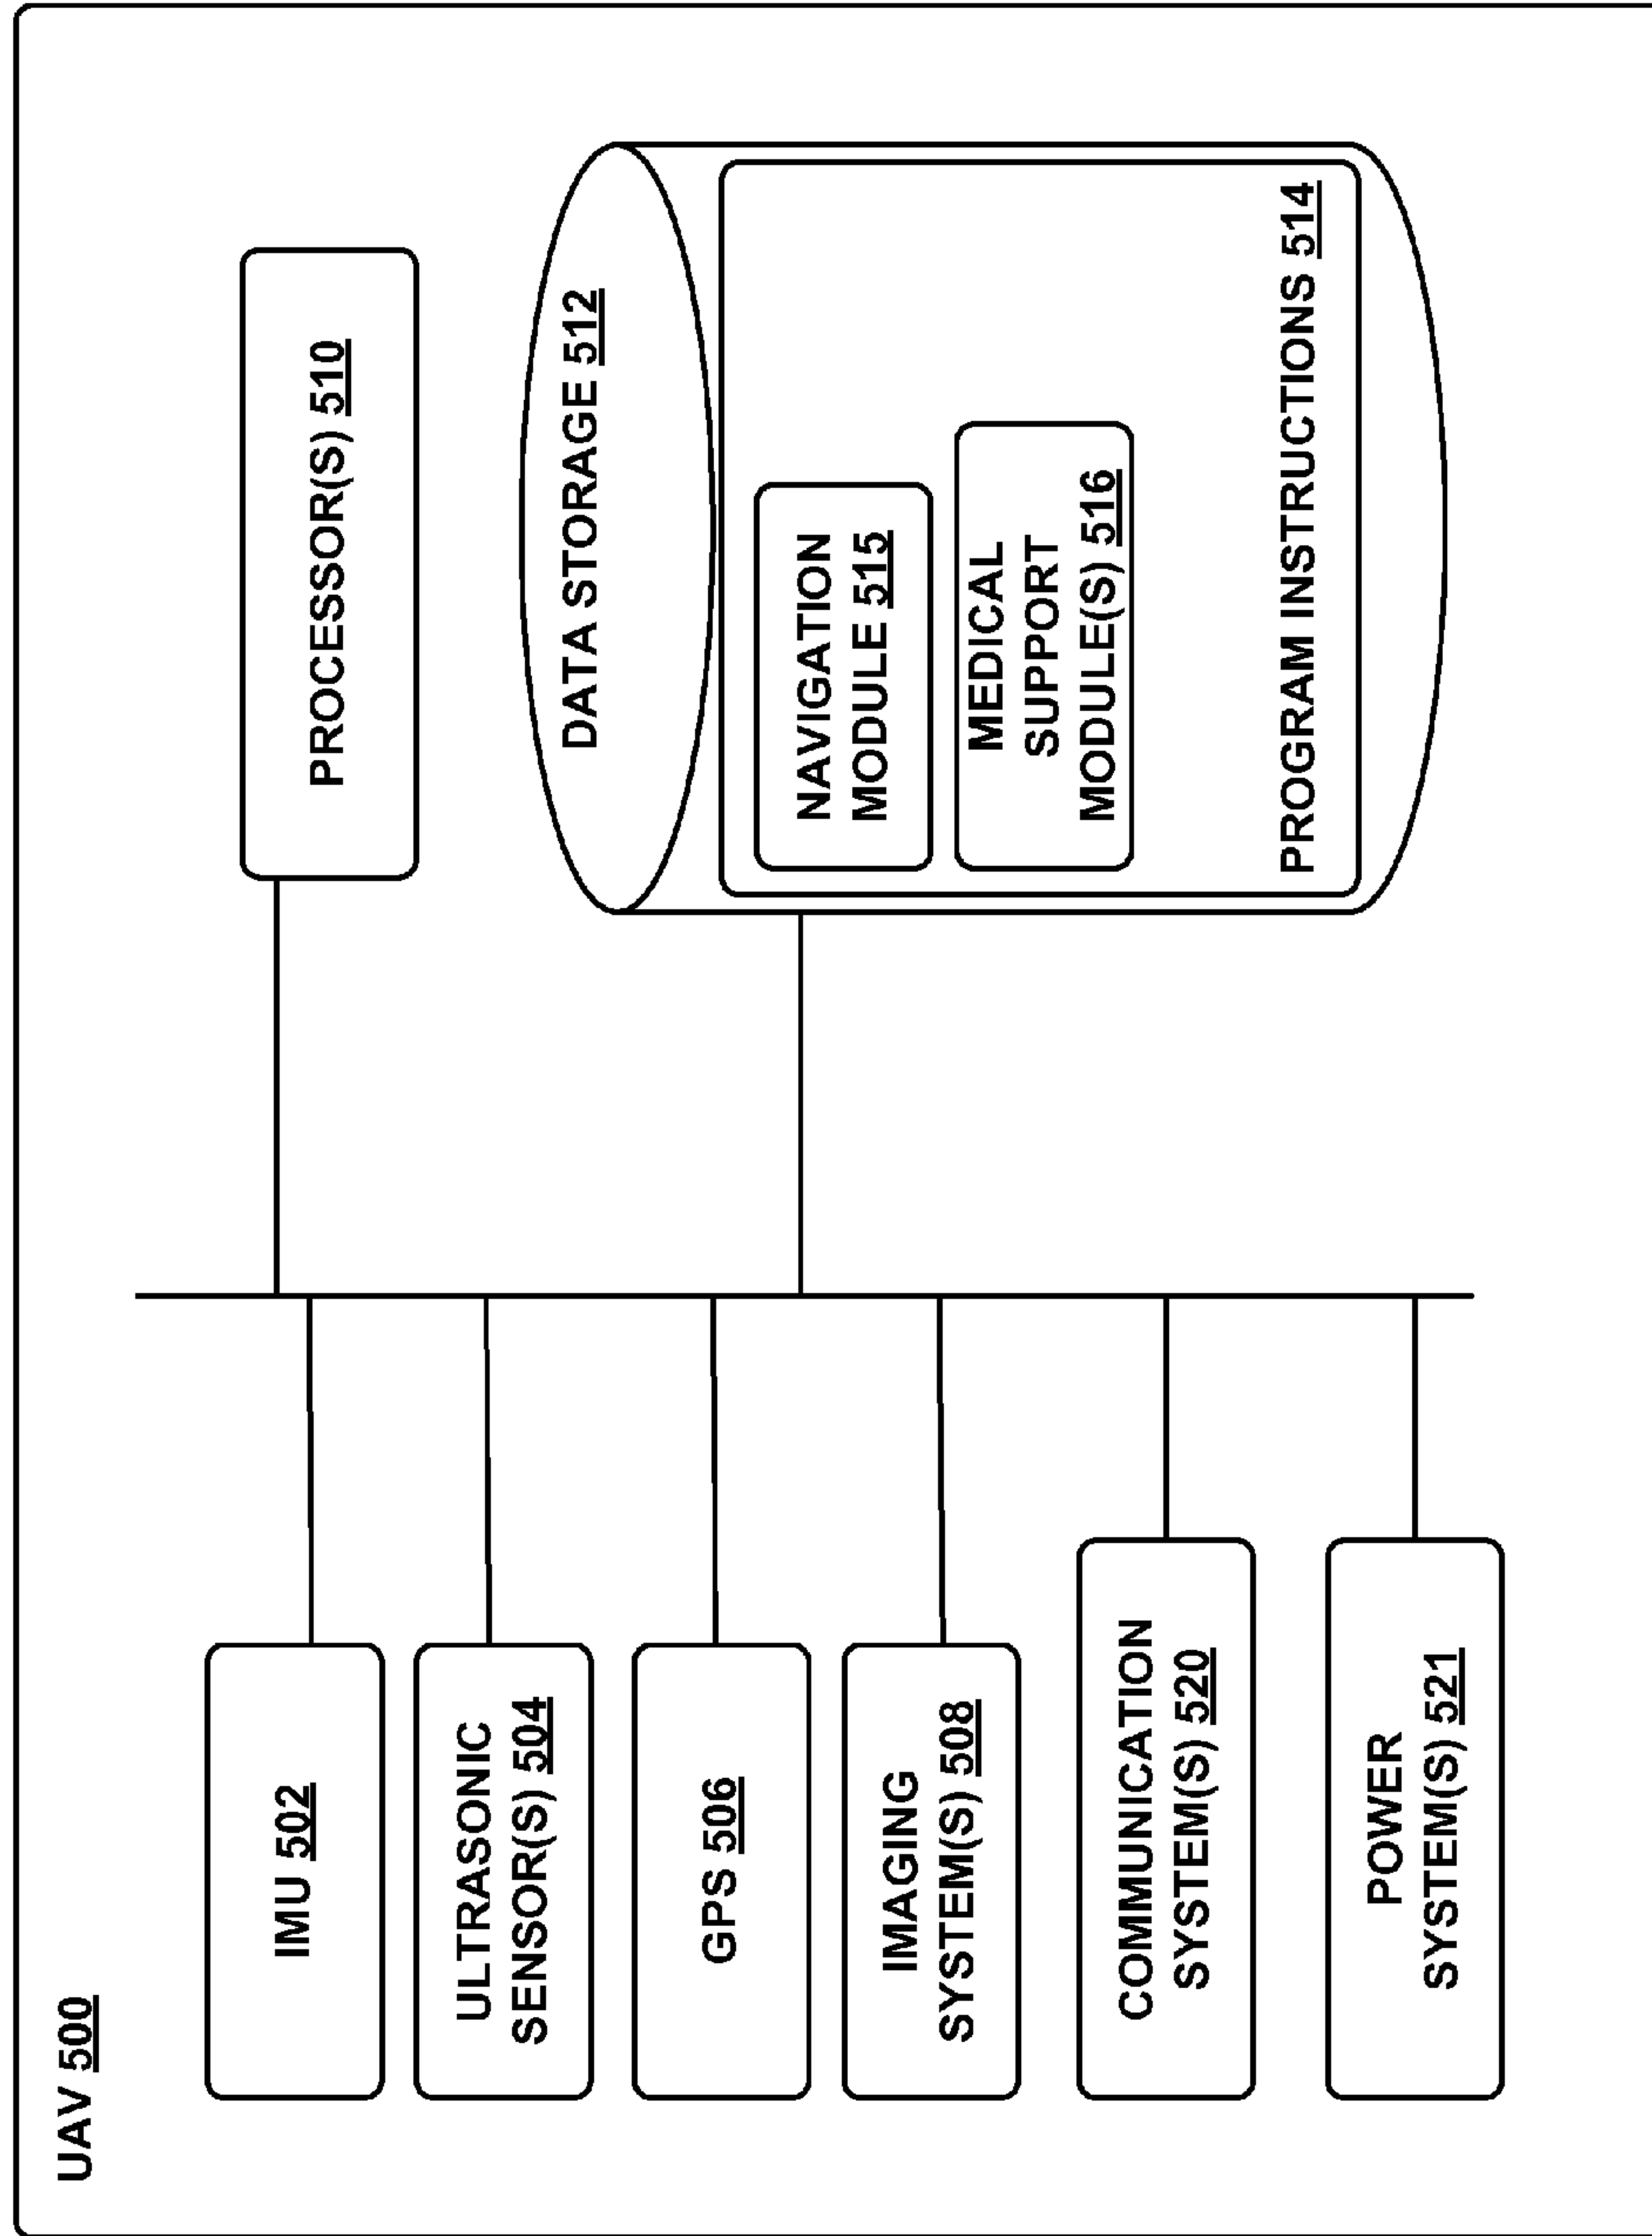 UAV 500
IMU 502
ULTRASONIC
SENSOR(S) 504
GPS 506
IMAGING
SYSTEM(S) 508
COMMUNICATION
SYSTEM(S) 520
POWER
SYSTEM(S) 521
PROCESSOR(S) 510
DATA STORAGE 512
NAVIGATION
MODULE 515
MEDICAL
SUPPORT
MODULE(S) 516
PROGRAM INSTRUCTIONS 514